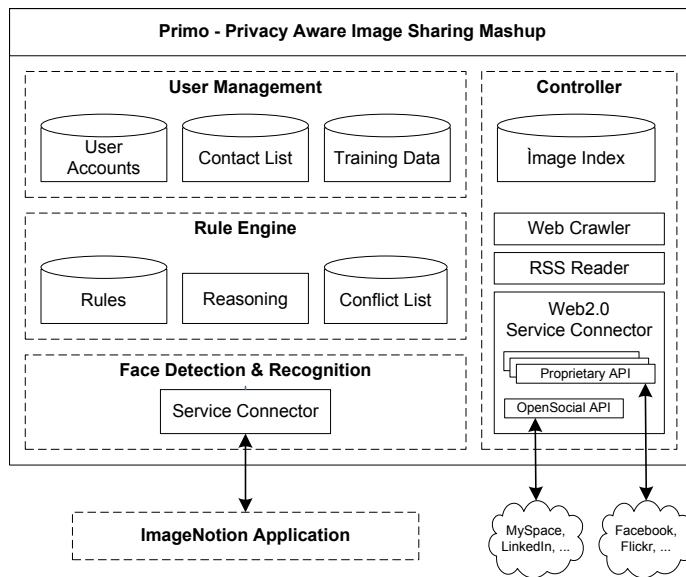 Primo - Privacy Aware Image Sharing Mashup
User Management
User
Accounts
Contact List
Training Data
Rule Engine
Rules
Reasoning
Conflict List
Face Detection & Recognition
Service Connector
ImageNotion Application
Controller
Ìmage Index
Web Crawler
RSS Reader
Web2.0
Service Connector
Proprietary API
OpenSocial API
MySpace,
LinkedIn, ...
Facebook,
Flickr, ...